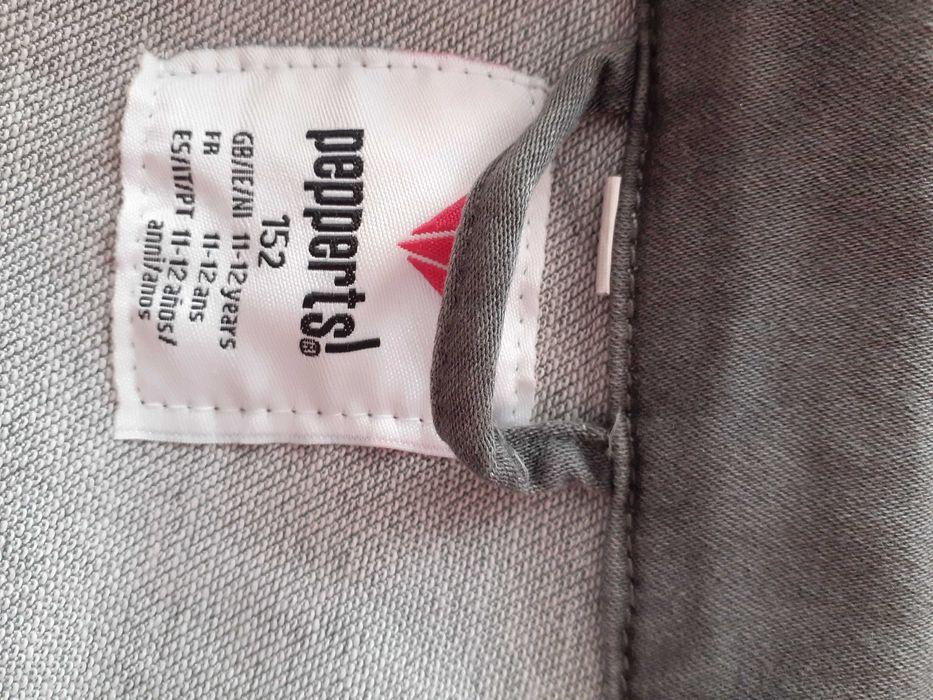 pepperts!®
152
GB/IE/NI 11-12 years
FR 11-12 ans
ES/IT/PT 11-12 años/
anni/anos